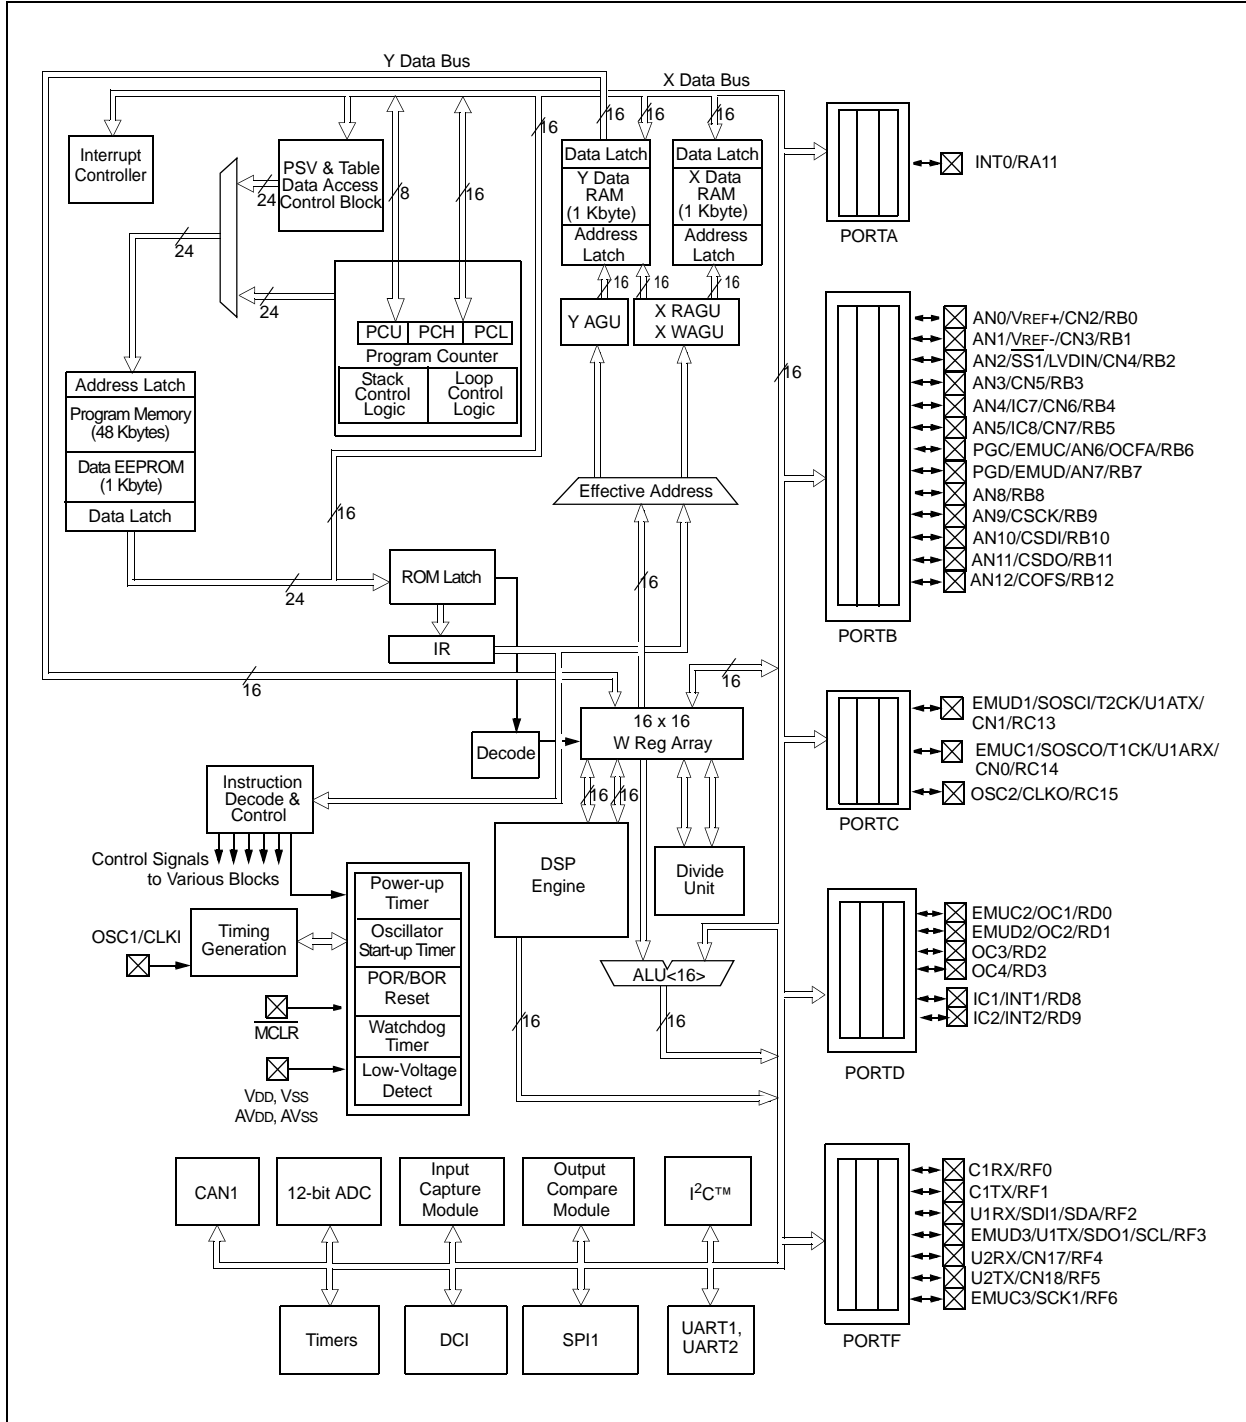 Y Data Bus
X Data Bus
16
16
16
16
Interrupt
Controller
PSV & Table
Data Access
Control Block
24
24
24
8
16
Data Latch
Y Data
RAM
(1 Kbyte)
Address
Latch
Data Latch
X Data
RAM
(1 Kbyte)
Address
Latch
16
16
16
Y AGU
X RAGU
X WAGU
PCU
PCH
PCL
Program Counter
Stack
Control
Logic
Loop
Control
Logic
Address Latch
Program Memory
(48 Kbytes)
Data EEPROM
(1 Kbyte)
Data Latch
16
Effective Address
16
24
ROM Latch
IR
16
16
16
16 x 16
W Reg Array
Decode
Instruction
Decode &
Control
Control Signals
to Various Blocks
16
16
DSP
Engine
Divide
Unit
OSC1/CLKI
Timing
Generation
Power-up
Timer
Oscillator
Start-up Timer
POR/BOR
Reset
Watchdog
Timer
Low-Voltage
Detect
MCLR
VDD, VSS
AVDD, AVSS
ALU<16>
16
16
CAN1
12-bit ADC
Input
Capture
Module
Output
Compare
Module
I²C™
Timers
DCI
SPI1
UART1,
UART2
INT0/RA11
PORTA
16
AN0/VREF+/CN2/RB0
AN1/VREF-/CN3/RB1
AN2/SS1/LVDIN/CN4/RB2
AN3/CN5/RB3
AN4/IC7/CN6/RB4
AN5/IC8/CN7/RB5
PGC/EMUC/AN6/OCFA/RB6
PGD/EMUD/AN7/RB7
AN8/RB8
AN9/CSCK/RB9
AN10/CSDI/RB10
AN11/CSDO/RB11
AN12/COFS/RB12
PORTB
EMUD1/SOSCI/T2CK/U1ATX/
CN1/RC13
EMUC1/SOSCO/T1CK/U1ARX/
CN0/RC14
OSC2/CLKO/RC15
PORTC
EMUC2/OC1/RD0
EMUD2/OC2/RD1
OC3/RD2
OC4/RD3
IC1/INT1/RD8
IC2/INT2/RD9
PORTD
C1RX/RF0
C1TX/RF1
U1RX/SDI1/SDA/RF2
EMUD3/U1TX/SDO1/SCL/RF3
U2RX/CN17/RF4
U2TX/CN18/RF5
EMUC3/SCK1/RF6
PORTF